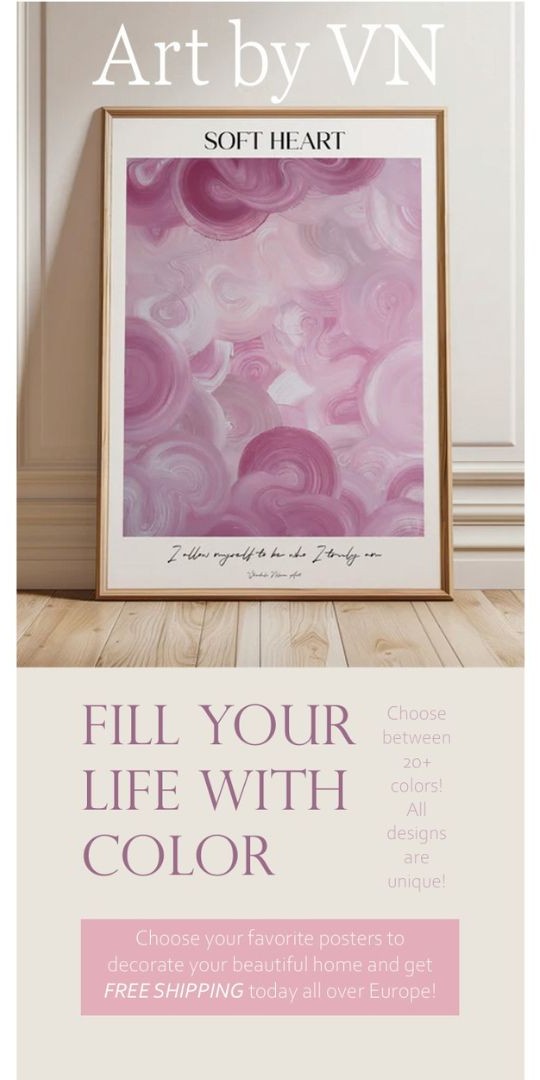 Art by VN
SOFT HEART
I allow myself to be who I truly am
FILL YOUR
LIFE WITH
COLOR
Choose
between
20+
colors!
All
designs
are
unique!
Choose your favorite posters to
decorate your beautiful home and get
FREE SHIPPING today all over Europe!